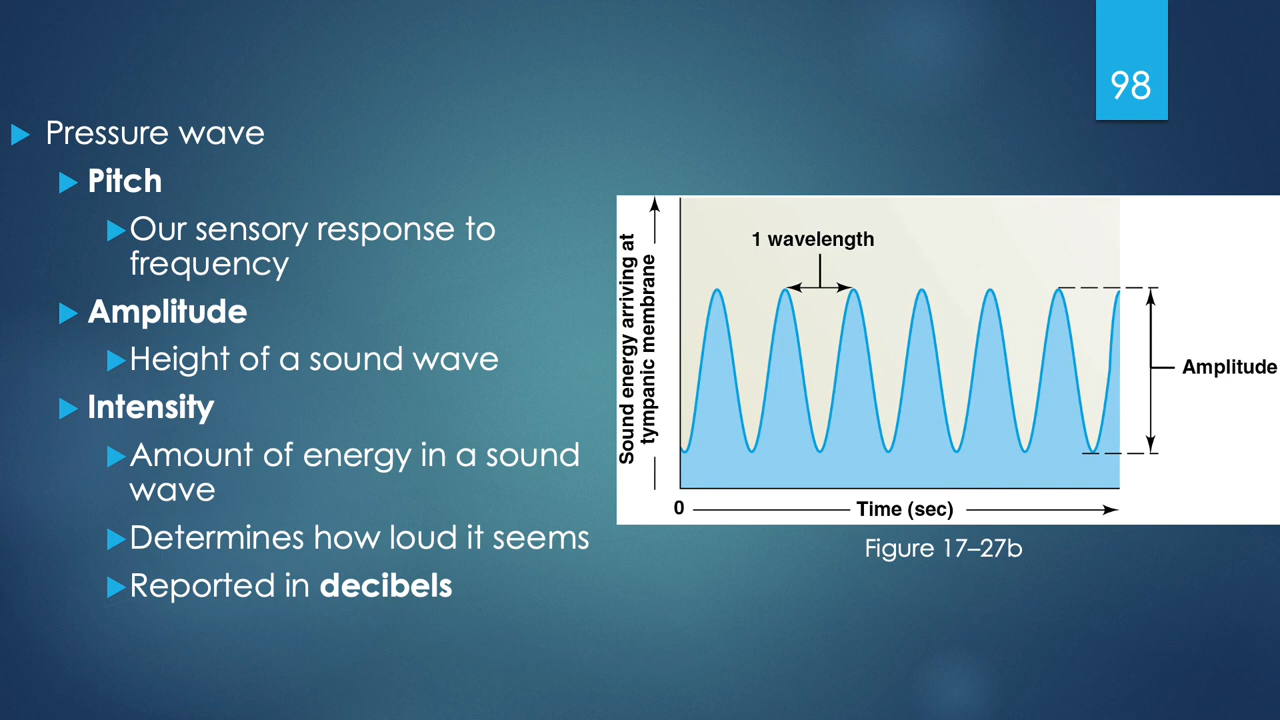 98
Pressure wave
Pitch
Our sensory response to
frequency
Amplitude
Height of a sound wave
Intensity
Amount of energy in a sound
wave
Determines how loud it seems
Reported in decibels
Sound energy arriving at
tympanic membrane
1 wavelength
Amplitude
0
Time (sec)
Figure 17–27b